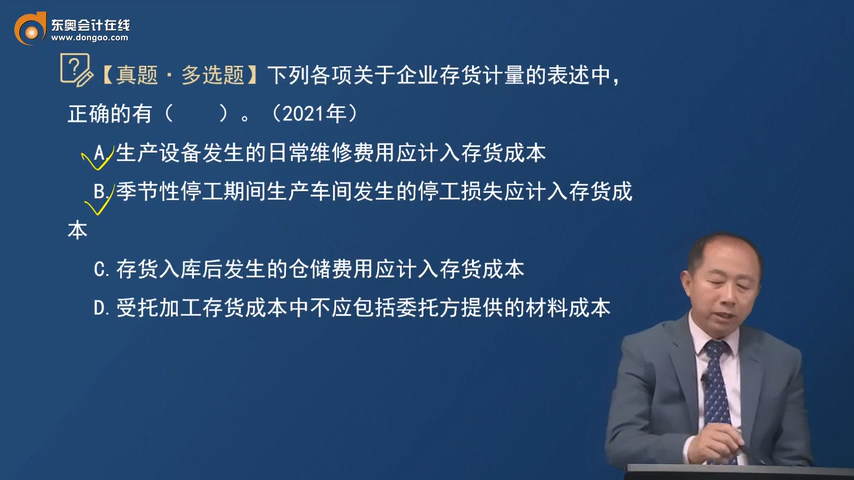 东奥会计在线
www.dongao.com
【真题·多选题】下列各项关于企业存货计量的表述中，
正确的有（　　）。（2021年）
A.生产设备发生的日常维修费用应计入存货成本
B.季节性停工期间生产车间发生的停工损失应计入存货成
本
C.存货入库后发生的仓储费用应计入存货成本
D.受托加工存货成本中不应包括委托方提供的材料成本